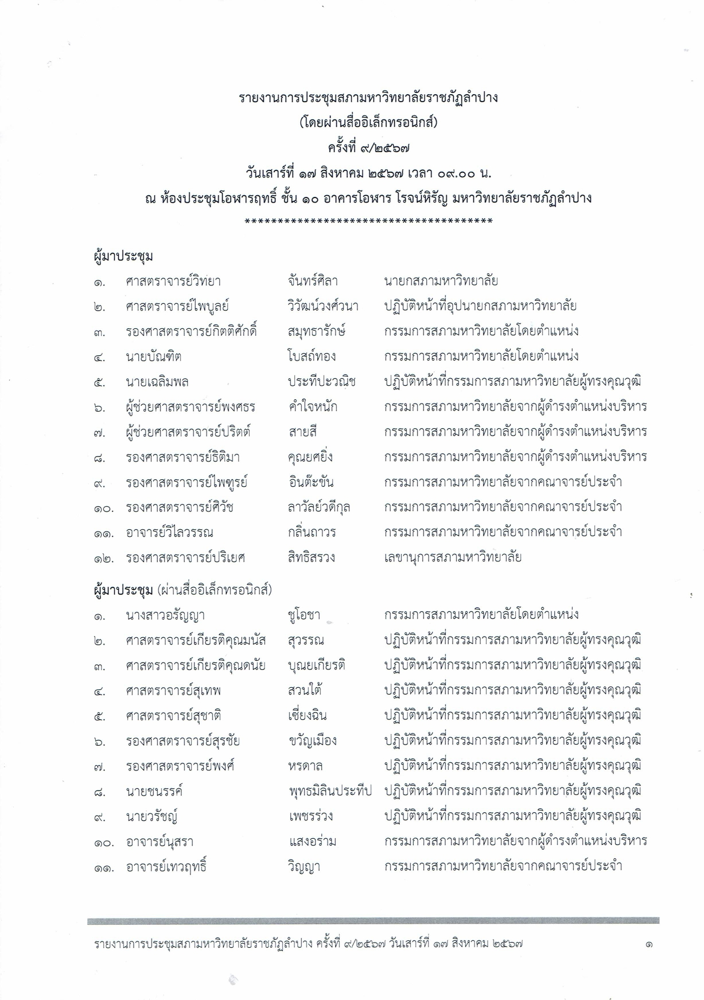 รายงานการประชุมสภามหาวิทยาลัยราชภัฏลำปาง
(โดยผ่านสื่ออิเล็กทรอนิกส์)
ครั้งที่ ๙/๒๕๖๗
วันเสาร์ที่ ๑๗ สิงหาคม ๒๕๖๗ เวลา ๐๙.๐๐ น.
ณ ห้องประชุมโอฬารฤทธิ์ ชั้น ๑๐ อาคารโอฬาร โรจน์หิรัญ มหาวิทยาลัยราชภัฏลำปาง
**************************************
ผู้มาประชุม
๑. ศาสตราจารย์วิทยา จันทร์ศิลา นายกสภามหาวิทยาลัย
๒. ศาสตราจารย์ไพบูลย์ วิวัฒน์วงศ์วนา ปฏิบัติหน้าที่อุปนายกสภามหาวิทยาลัย
๓. รองศาสตราจารย์กิตติศักดิ์ สมุทธารักษ์ กรรมการสภามหาวิทยาลัยโดยตำแหน่ง
๔. นายบัณฑิต โบสถ์ทอง กรรมการสภามหาวิทยาลัยโดยตำแหน่ง
๕. นายเฉลิมพล ประทีปะวณิช ปฏิบัติหน้าที่กรรมการสภามหาวิทยาลัยผู้ทรงคุณวุฒิ
๖. ผู้ช่วยศาสตราจารย์พงศธร คำใจหนัก กรรมการสภามหาวิทยาลัยจากผู้ดำรงตำแหน่งบริหาร
๗. ผู้ช่วยศาสตราจารย์ปริตต์ สายสี กรรมการสภามหาวิทยาลัยจากผู้ดำรงตำแหน่งบริหาร
๘. รองศาสตราจารย์ธิติมา คุณยศยิ่ง กรรมการสภามหาวิทยาลัยจากผู้ดำรงตำแหน่งบริหาร
๙. รองศาสตราจารย์ไพฑูรย์ อินต๊ะขัน กรรมการสภามหาวิทยาลัยจากคณาจารย์ประจำ
๑๐. รองศาสตราจารย์ศิวัช ลาวัลย์วดีกุล กรรมการสภามหาวิทยาลัยจากคณาจารย์ประจำ
๑๑. อาจารย์วิไลวรรณ กลิ่นถาวร กรรมการสภามหาวิทยาลัยจากคณาจารย์ประจำ
๑๒. รองศาสตราจารย์ปริเยศ สิทธิสรวง เลขานุการสภามหาวิทยาลัย
ผู้มาประชุม (ผ่านสื่ออิเล็กทรอนิกส์)
๑. นางสาวอรัญญา ชูโอชา กรรมการสภามหาวิทยาลัยโดยตำแหน่ง
๒. ศาสตราจารย์เกียรติคุณมนัส สุวรรณ ปฏิบัติหน้าที่กรรมการสภามหาวิทยาลัยผู้ทรงคุณวุฒิ
๓. ศาสตราจารย์เกียรติคุณดนัย บุณยเกียรติ ปฏิบัติหน้าที่กรรมการสภามหาวิทยาลัยผู้ทรงคุณวุฒิ
๔. ศาสตราจารย์สุเทพ สวนใต้ ปฏิบัติหน้าที่กรรมการสภามหาวิทยาลัยผู้ทรงคุณวุฒิ
๕. ศาสตราจารย์สุชาติ เซี่ยงฉิน ปฏิบัติหน้าที่กรรมการสภามหาวิทยาลัยผู้ทรงคุณวุฒิ
๖. รองศาสตราจารย์สุรชัย ขวัญเมือง ปฏิบัติหน้าที่กรรมการสภามหาวิทยาลัยผู้ทรงคุณวุฒิ
๗. รองศาสตราจารย์พงศ์ หรดาล ปฏิบัติหน้าที่กรรมการสภามหาวิทยาลัยผู้ทรงคุณวุฒิ
๘. นายชนรรค์ พุทธมิลินประทีป ปฏิบัติหน้าที่กรรมการสภามหาวิทยาลัยผู้ทรงคุณวุฒิ
๙. นายวรัชญ์ เพชรร่วง ปฏิบัติหน้าที่กรรมการสภามหาวิทยาลัยผู้ทรงคุณวุฒิ
๑๐. อาจารย์นุสรา แสงอร่าม กรรมการสภามหาวิทยาลัยจากผู้ดำรงตำแหน่งบริหาร
๑๑. อาจารย์เทวฤทธิ์ วิญญา กรรมการสภามหาวิทยาลัยจากคณาจารย์ประจำ
รายงานการประชุมสภามหาวิทยาลัยราชภัฏลำปาง ครั้งที่ ๙/๒๕๖๗ วันเสาร์ที่ ๑๗ สิงหาคม ๒๕๖๗ ๑